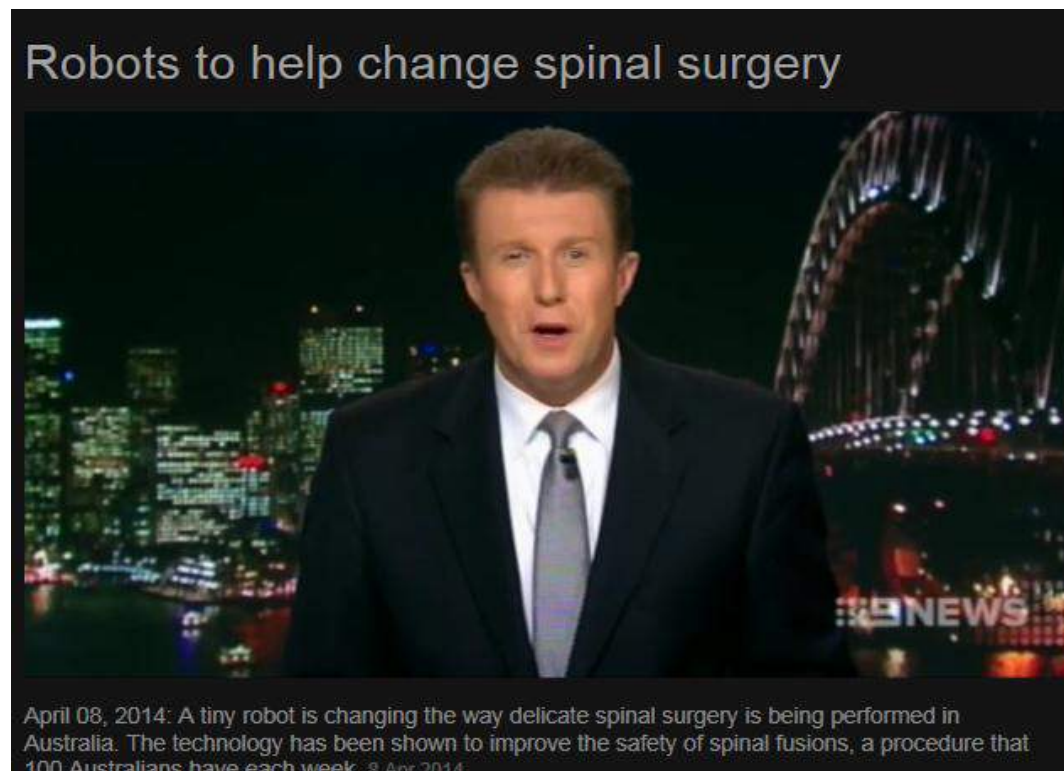 Robots to help change spinal surgery
9NEWS
April 08, 2014: A tiny robot is changing the way delicate spinal surgery is being performed in
Australia. The technology has been shown to improve the safety of spinal fusions, a procedure that
100 Australians have each week. 8 Apr 2014